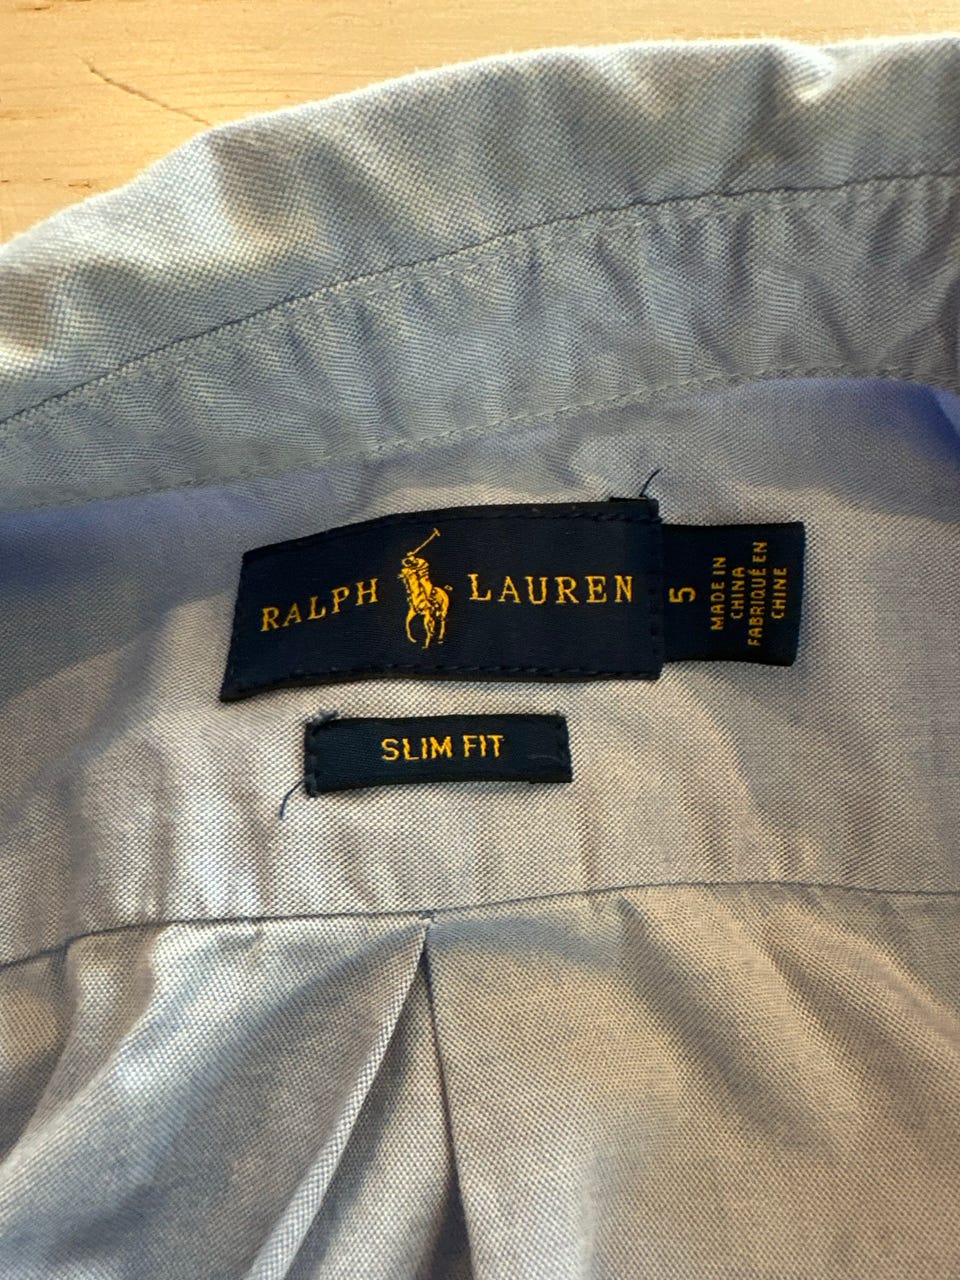 RALPH LAUREN
5
MADE IN
CHINA
FABRIQUÉ EN
CHINE
SLIM FIT